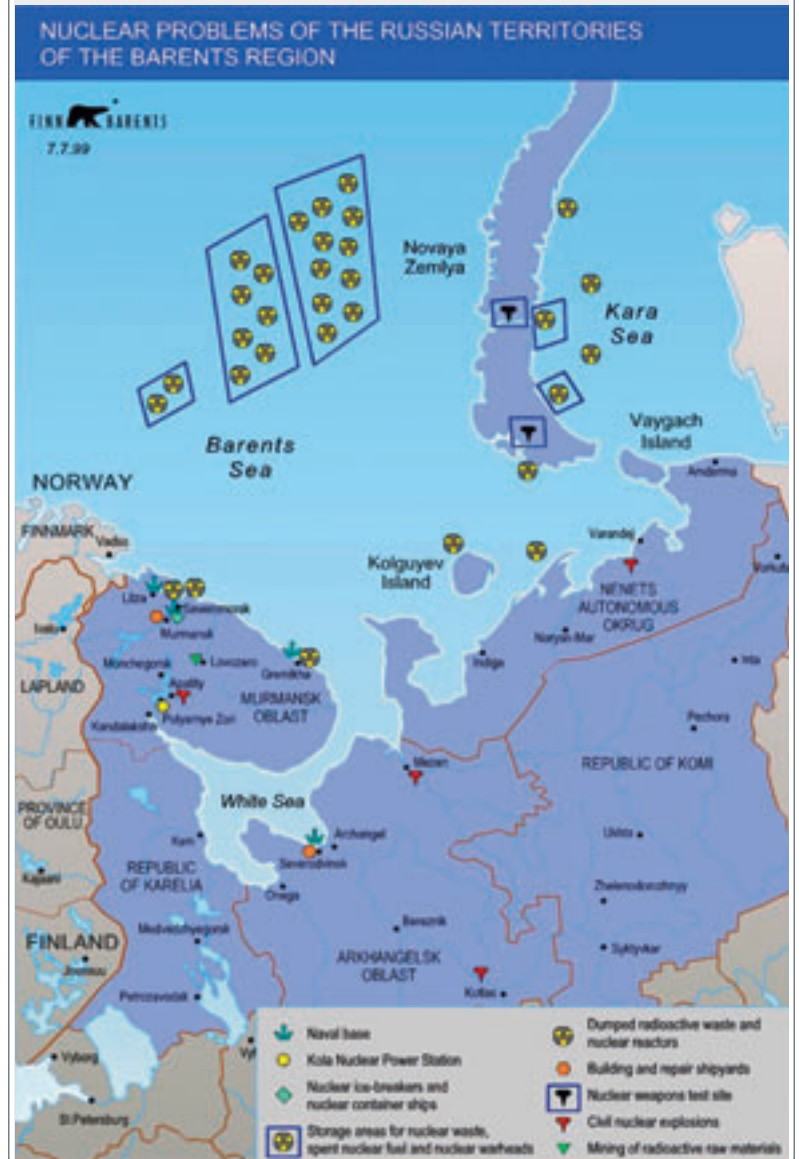 NUCLEAR PROBLEMS OF THE RUSSIAN TERRITORIES
OF THE BARENTS REGION
FINN BARENTS
7.7.99
Novaya
Zemlya
Kara
Sea
Barents
Sea
Vaygach
Island
Amderma
NORWAY
FINNMARK
Vadso
Kolguyev
Island
Varandej
Vorkuta
NENETS
AUTONOMOUS
OKRUG
Naryan-Mar
Indiga
Inta
Litza
Severomorsk
Murmansk
Ivalo
Monchegorsk
Lovozero
Gremikha
LAPLAND
Apatity
MURMANSK
OBLAST
Kandalaksha
Polyarnye Zori
Pechora
Mezen
REPUBLIC OF KOMI
White Sea
PROVINCE
OF OULU
Kem
Archangel
Severodvinsk
Ukhta
REPUBLIC
OF KARELIA
Kajaani
Onega
Zhelenodorozhnyy
Medvezhyegorsk
Bereznik
FINLAND
Joensuu
ARKHANGELSK
OBLAST
Syktyvkar
Petrozavodsk
Kotlas
Vyborg
St.Petersburg
Naval base
Kola Nuclear Power Station
Nuclear ice-breakers and
nuclear container ships
Storage areas for nuclear waste,
spent nuclear fuel and nuclear warheads
Dumped radioactive waste and
nuclear reactors
Building and repair shipyards
Nuclear weapons test site
Civil nuclear explosions
Mining of radioactive raw materials